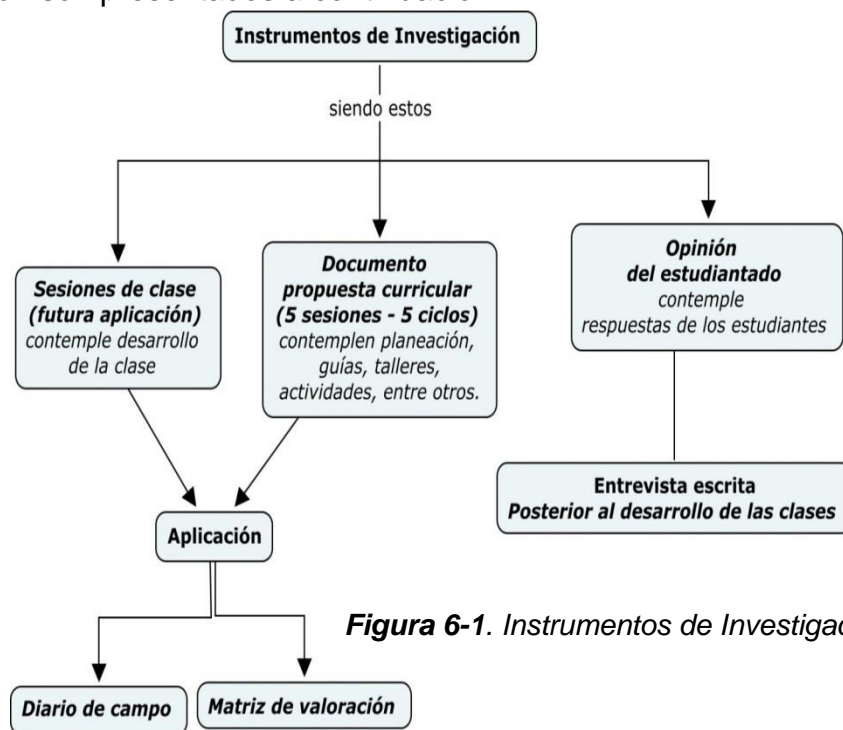 Instrumentos de Investigación
siendo estos
Sesiones de clase
(futura aplicación)
contemple desarrollo
de la clase
Documento
propuesta curricular
(5 sesiones - 5 ciclos)
contemplen planeación,
guías, talleres,
actividades, entre otros.
Opinión
del estudiantado
contemple
respuestas de los estudiantes
Entrevista escrita
Posterior al desarrollo de las clases
Aplicación
Figura 6-1. Instrumentos de Investigac
Diario de campo
Matriz de valoración